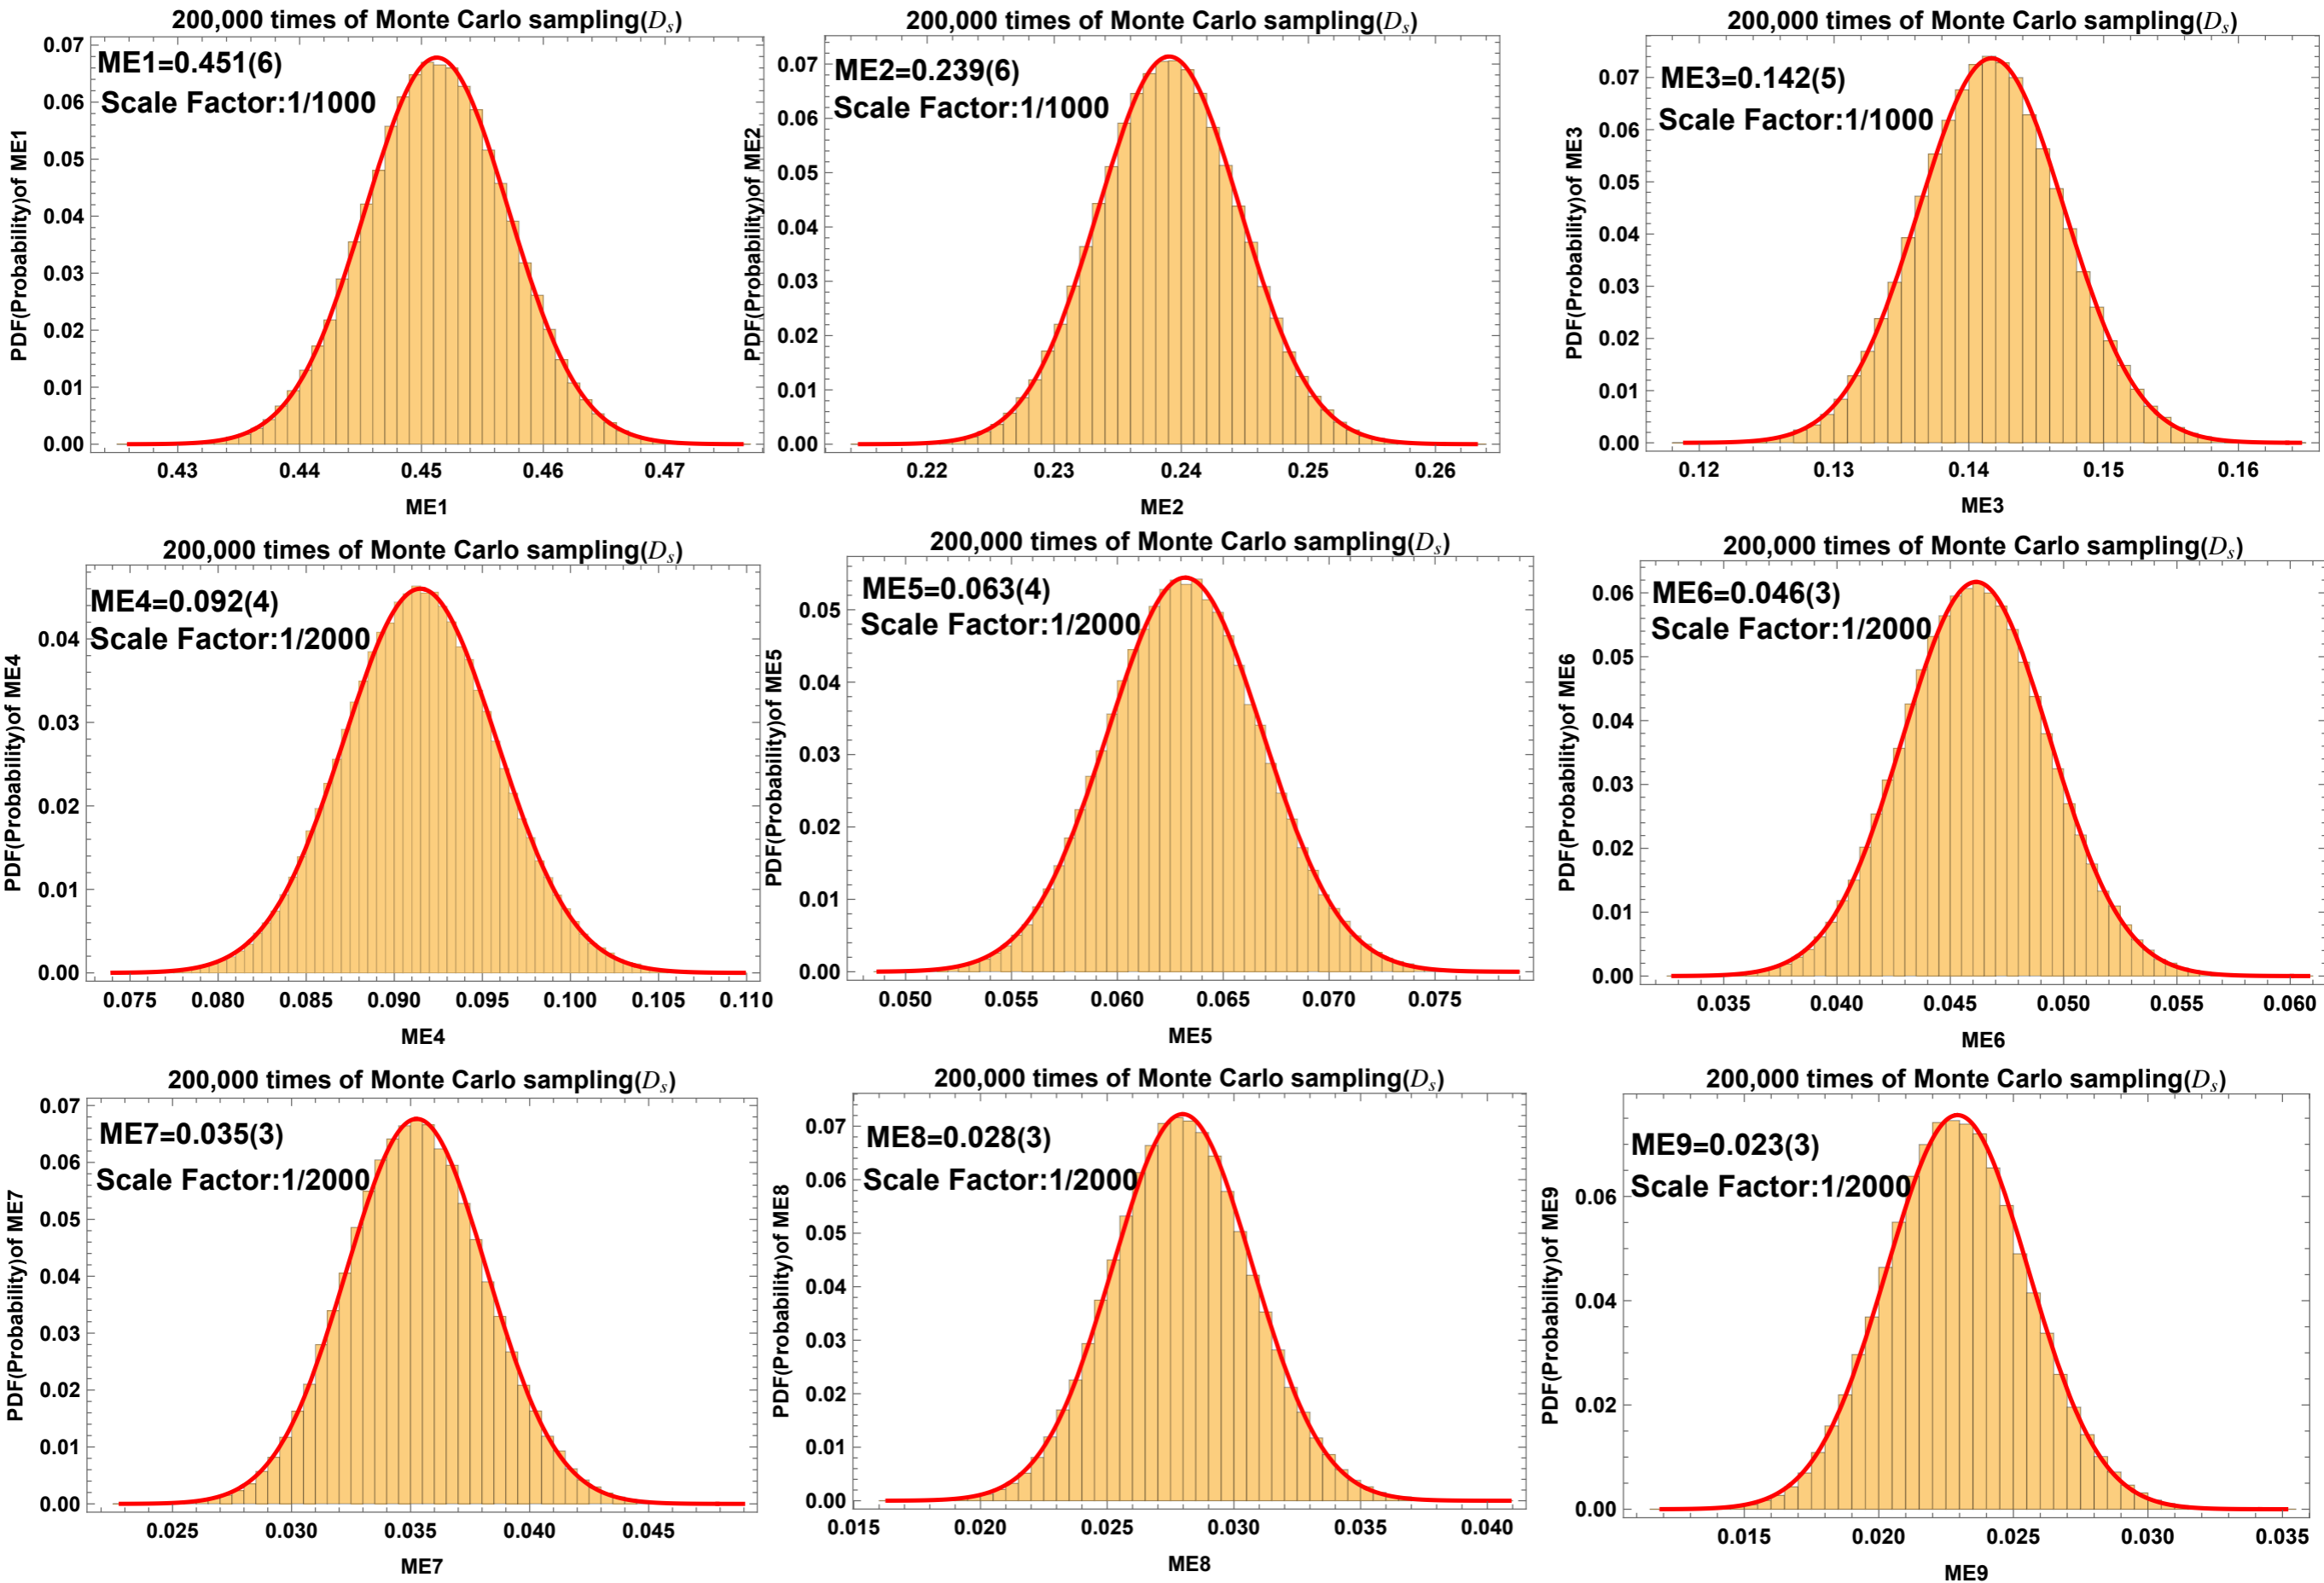 200,000 times of Monte Carlo sampling(Ds)
ME1=0.451(6)
Scale Factor:1/1000
PDF(Probability)of ME1
0.07
0.06
0.05
0.04
0.03
0.02
0.01
0.00
0.43 0.44 0.45 0.46 0.47
ME1
200,000 times of Monte Carlo sampling(Ds)
ME2=0.239(6)
Scale Factor:1/1000
PDF(Probability)of ME2
0.07
0.06
0.05
0.04
0.03
0.02
0.01
0.00
0.22 0.23 0.24 0.25 0.26
ME2
200,000 times of Monte Carlo sampling(Ds)
ME3=0.142(5)
Scale Factor:1/1000
PDF(Probability)of ME3
0.07
0.06
0.05
0.04
0.03
0.02
0.01
0.00
0.12 0.13 0.14 0.15 0.16
ME3
200,000 times of Monte Carlo sampling(Ds)
ME4=0.092(4)
Scale Factor:1/2000
PDF(Probability)of ME4
0.04
0.03
0.02
0.01
0.00
0.075 0.080 0.085 0.090 0.095 0.100 0.105 0.110
ME4
200,000 times of Monte Carlo sampling(Ds)
ME5=0.063(4)
Scale Factor:1/2000
PDF(Probability)of ME5
0.05
0.04
0.03
0.02
0.01
0.00
0.050 0.055 0.060 0.065 0.070 0.075
ME5
200,000 times of Monte Carlo sampling(Ds)
ME6=0.046(3)
Scale Factor:1/2000
PDF(Probability)of ME6
0.06
0.05
0.04
0.03
0.02
0.01
0.00
0.035 0.040 0.045 0.050 0.055 0.060
ME6
200,000 times of Monte Carlo sampling(Ds)
ME7=0.035(3)
Scale Factor:1/2000
PDF(Probability)of ME7
0.07
0.06
0.05
0.04
0.03
0.02
0.01
0.00
0.025 0.030 0.035 0.040 0.045
ME7
200,000 times of Monte Carlo sampling(Ds)
ME8=0.028(3)
Scale Factor:1/2000
PDF(Probability)of ME8
0.07
0.06
0.05
0.04
0.03
0.02
0.01
0.00
0.015 0.020 0.025 0.030 0.035 0.040
ME8
200,000 times of Monte Carlo sampling(Ds)
ME9=0.023(3)
Scale Factor:1/2000
PDF(Probability)of ME9
0.06
0.04
0.02
0.00
0.015 0.020 0.025 0.030 0.035
ME9